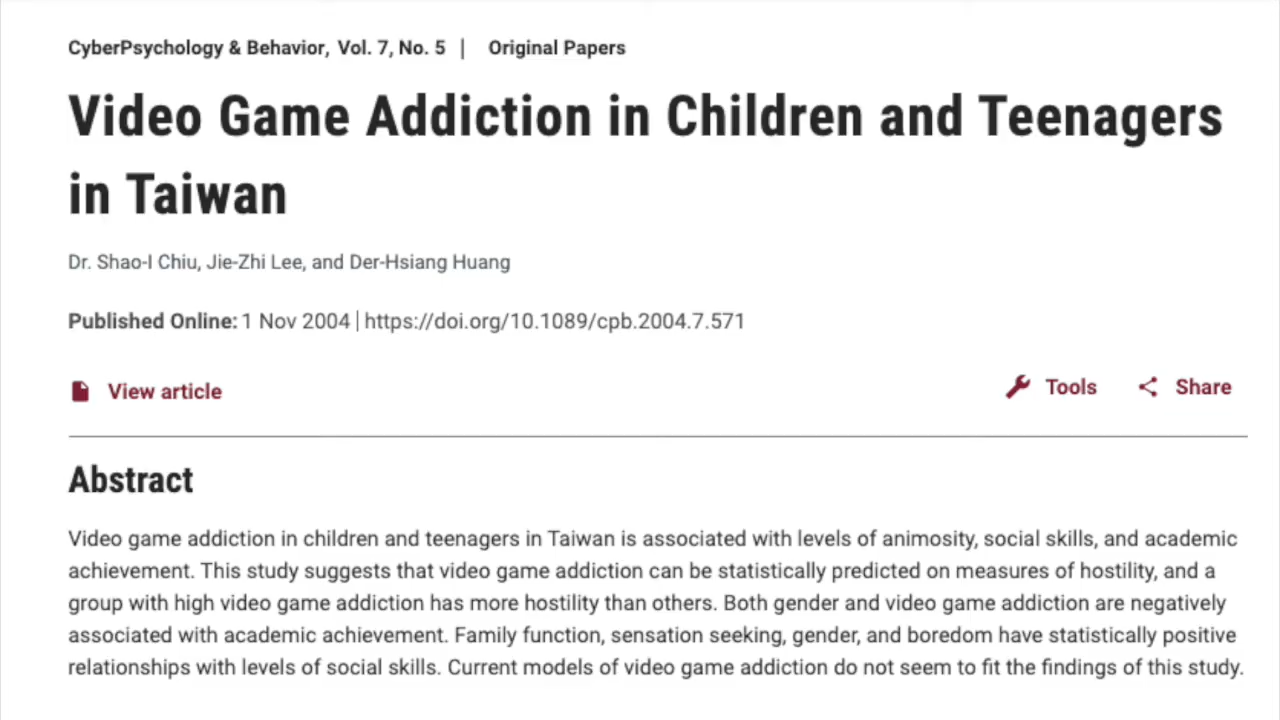 CyberPsychology & Behavior, Vol. 7, No. 5 | Original Papers
Video Game Addiction in Children and Teenagers
in Taiwan
Dr. Shao-I Chiu, Jie-Zhi Lee, and Der-Hsiang Huang
Published Online: 1 Nov 2004 | https://doi.org/10.1089/cpb.2004.7.571
View article
Tools
Share
Abstract
Video game addiction in children and teenagers in Taiwan is associated with levels of animosity, social skills, and academic
achievement. This study suggests that video game addiction can be statistically predicted on measures of hostility, and a
group with high video game addiction has more hostility than others. Both gender and video game addiction are negatively
associated with academic achievement. Family function, sensation seeking, gender, and boredom have statistically positive
relationships with levels of social skills. Current models of video game addiction do not seem to fit the findings of this study.